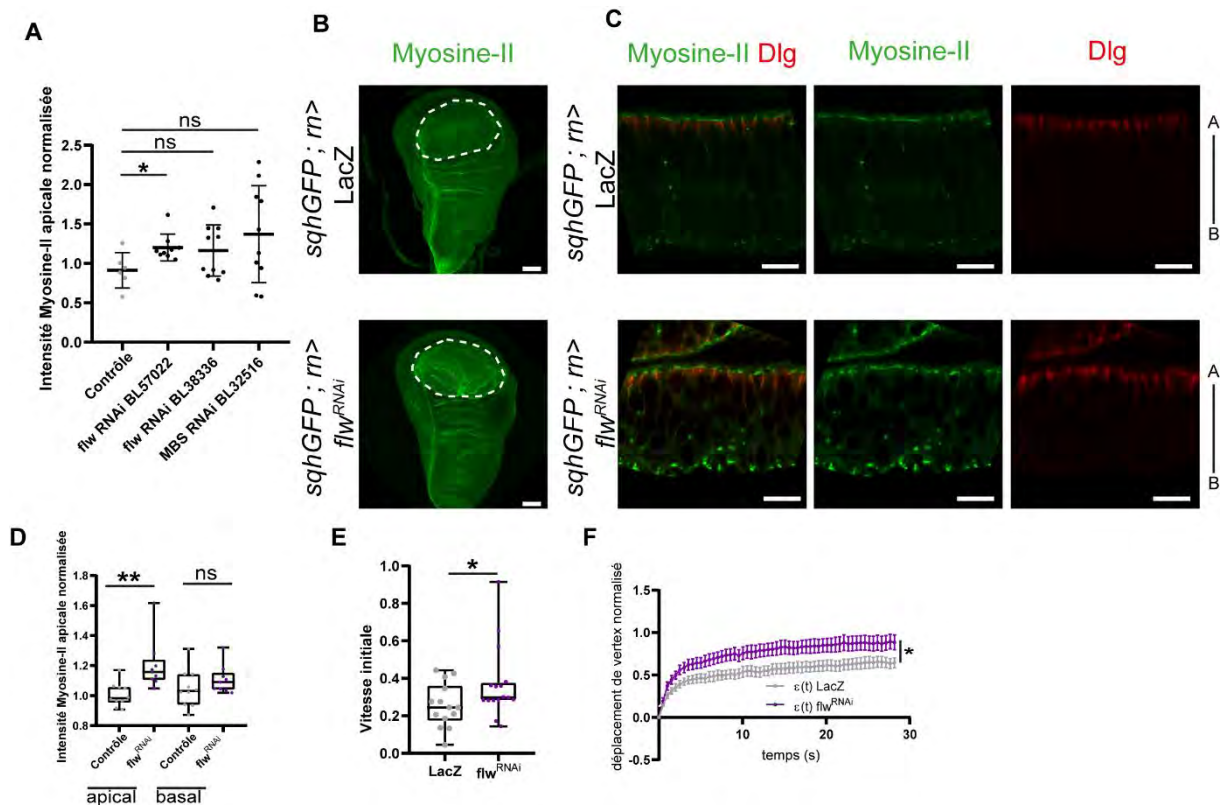 A
Intensité Myosine-II apicale normalisée
2.5
2.0
1.5
1.0
0.5
0.0
ns
ns
*
Contrôle
flw RNAi BL57022
flw RNAi BL38336
MBS RNAi BL32516
B
Myosine-II
sqhGFP ; rn>
LacZ
sqhGFP ; rn>
flwRNAi
C
Myosine-II Dlg
Myosine-II
Dlg
sqhGFP ; rn>
LacZ
A
B
sqhGFP ; rn>
flwRNAi
A
B
D
Intensité Myosine-II apicale normalisée
1.8
1.6
1.4
1.2
1.0
0.8
**
ns
Contrôle
flwRNAi
Contrôle
flwRNAi
apical
basal
E
Vitesse initiale
1.0
0.8
0.6
0.4
0.2
0.0
*
LacZ
flwRNAi
F
déplacement de vertex normalisé
1.5
1.0
0.5
0.0
-0.5
10
20
30
ε(t) LacZ
ε(t) flwRNAi
temps (s)
*